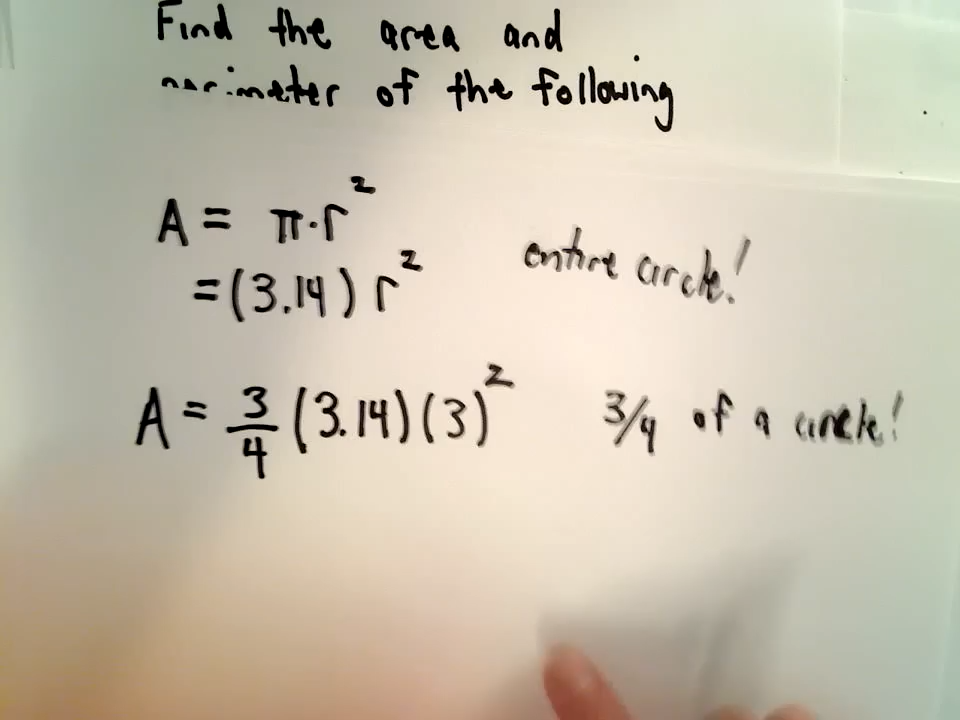 Find the area and
perimeter of the following
A = π·r²
= (3.14) r²
entire circle!
A = 3/4 (3.14)(3)²
3/4 of a circle!